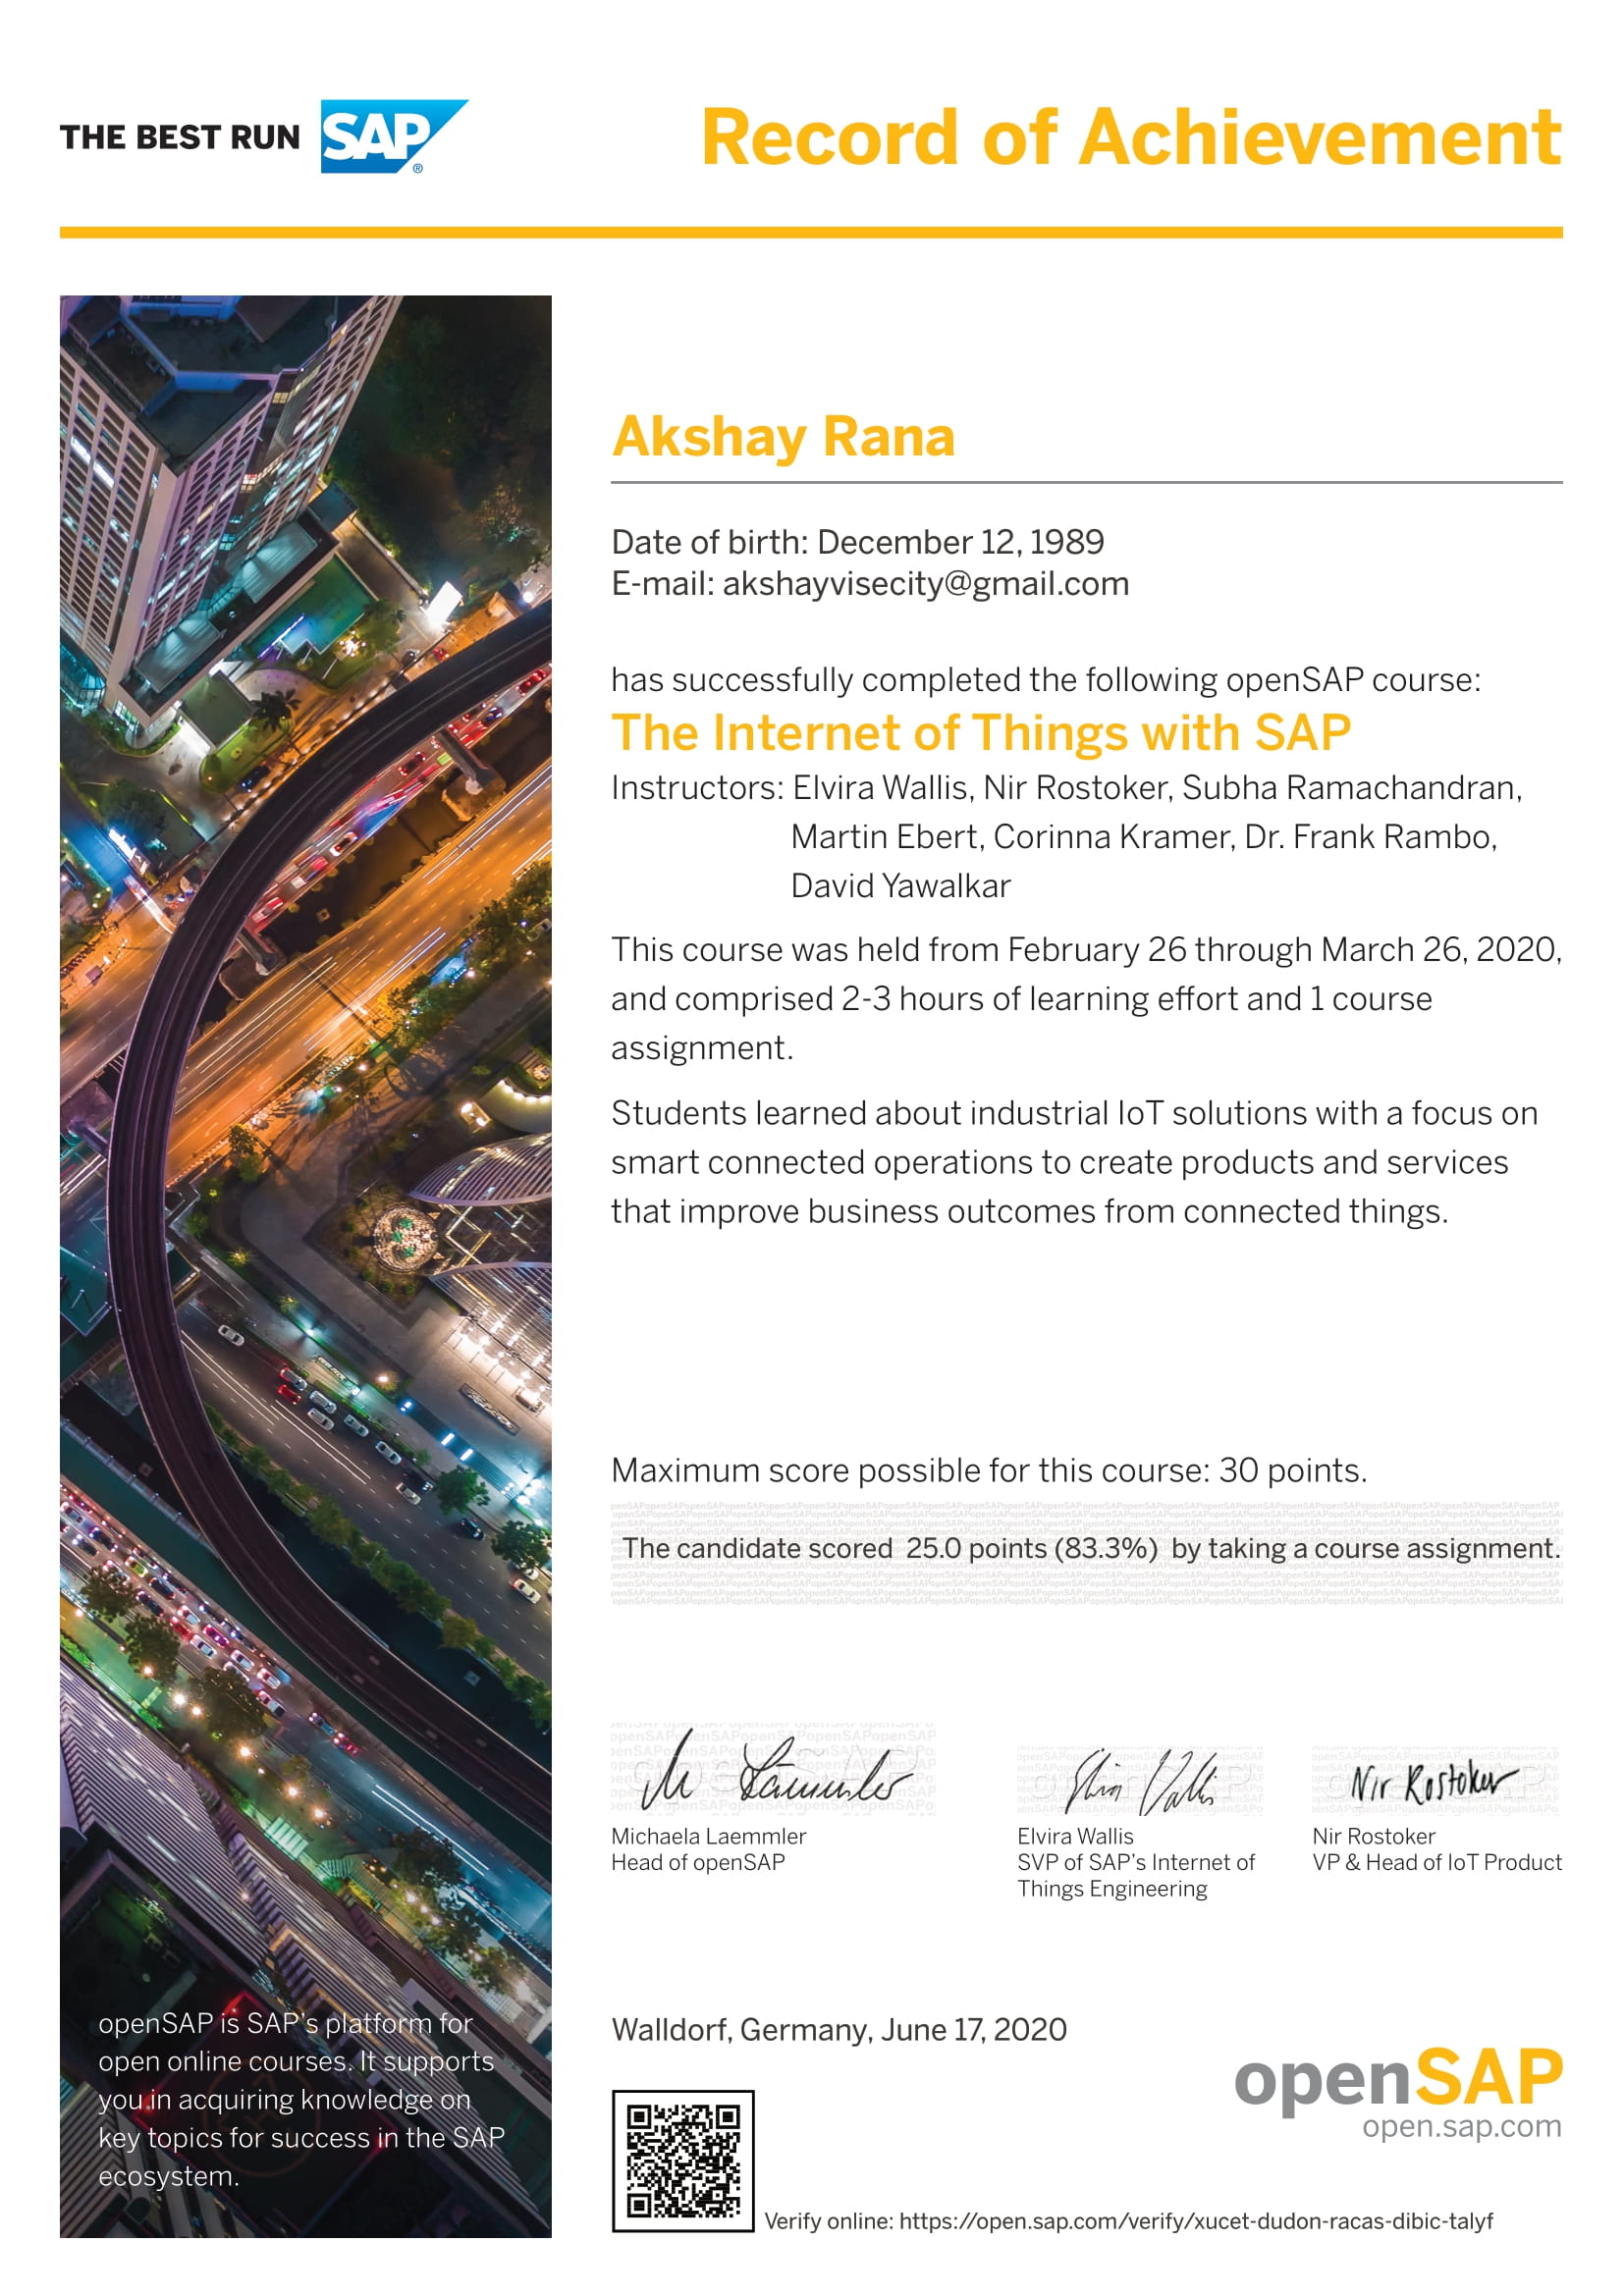 THE BEST RUN SAP®
Record of Achievement
Akshay Rana
Date of birth: December 12, 1989
E-mail: akshayvisecity@gmail.com
has successfully completed the following openSAP course:
The Internet of Things with SAP
Instructors: Elvira Wallis, Nir Rostoker, Subha Ramachandran,
Martin Ebert, Corinna Kramer, Dr. Frank Rambo,
David Yawalkar
This course was held from February 26 through March 26, 2020,
and comprised 2-3 hours of learning effort and 1 course
assignment.
Students learned about industrial IoT solutions with a focus on
smart connected operations to create products and services
that improve business outcomes from connected things.
Maximum score possible for this course: 30 points.
The candidate scored 25.0 points (83.3%) by taking a course assignment.
Nir Rostoker
Michaela Laemmler
Head of openSAP
Elvira Wallis
SVP of SAP's Internet of
Things Engineering
Nir Rostoker
VP & Head of IoT Product
openSAP is SAP's platform for
open online courses. It supports
you in acquiring knowledge on
key topics for success in the SAP
ecosystem.
Walldorf, Germany, June 17, 2020
openSAP
open.sap.com
Verify online: https://open.sap.com/verify/xucet-dudon-racas-dibic-talyf